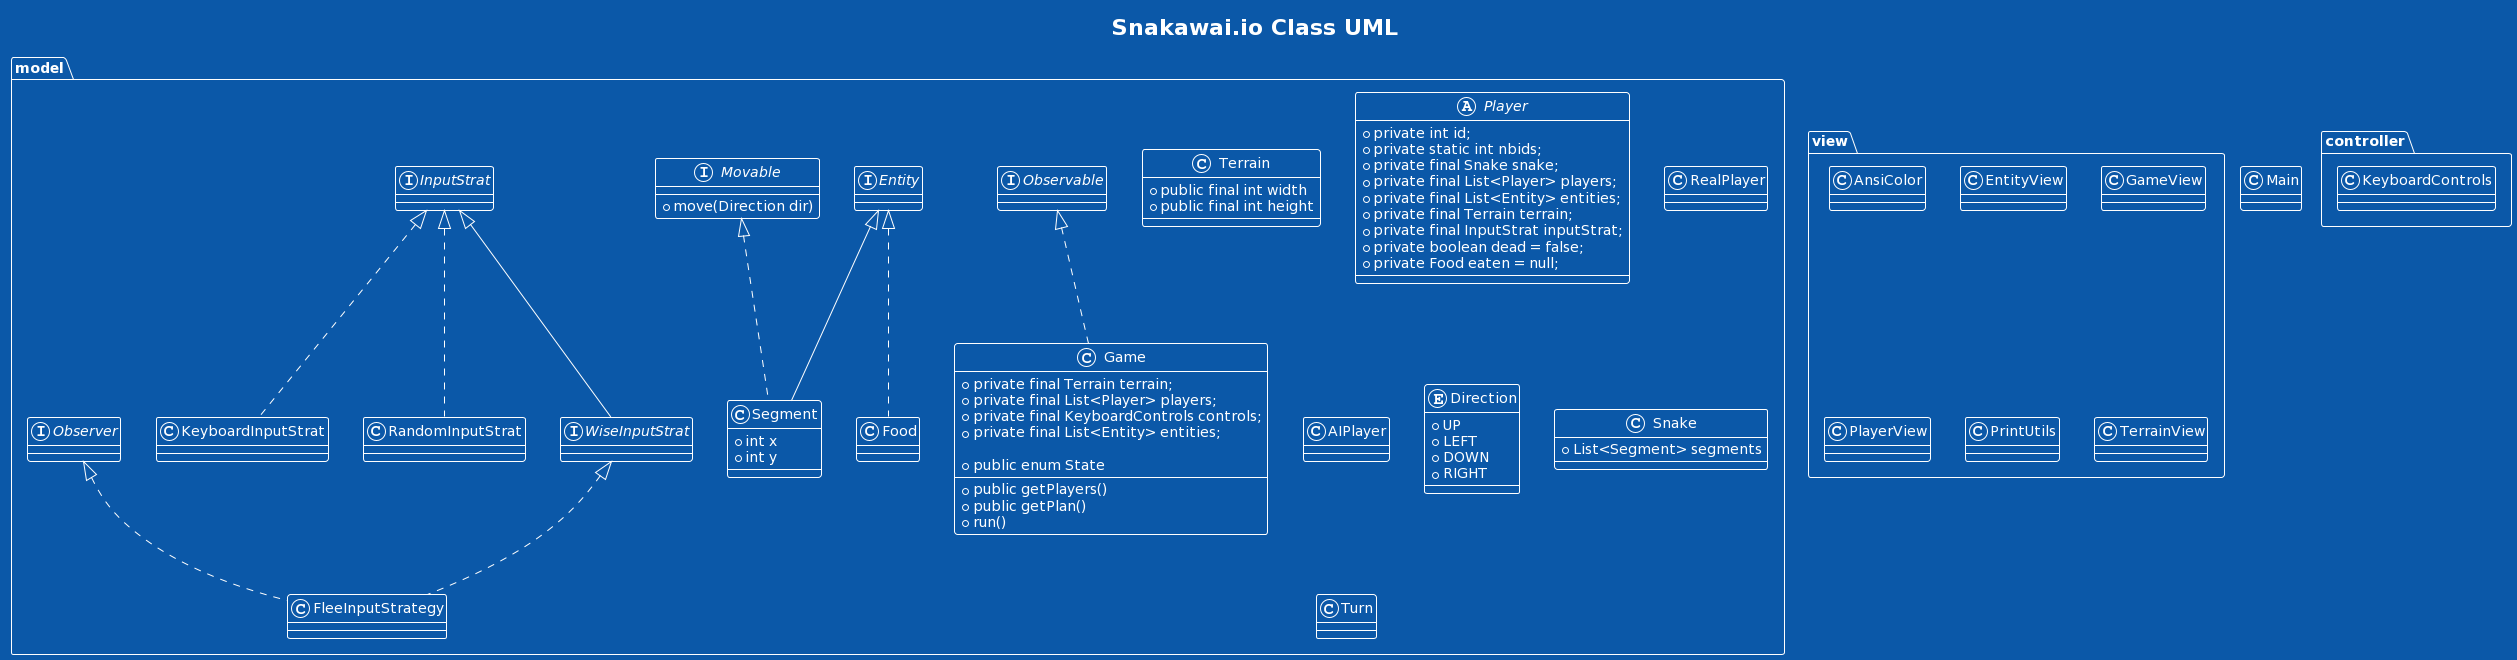 Snakawai.io Class UML
model
I InputStrat
I Movable
move(Direction dir)
I Entity
I Observable
C Terrain
public final int width
public final int height
A Player
private int id;
private static int nbids;
private final Snake snake;
private final List<Player> players;
private final List<Entity> entities;
private final Terrain terrain;
private final InputStrat inputStrat;
private boolean dead = false;
private Food eaten = null;
C RealPlayer
I Observer
C KeyboardInputStrat
C RandomInputStrat
I WiseInputStrat
C Segment
int x
int y
C Food
C Game
private final Terrain terrain;
private final List<Player> players;
private final KeyboardControls controls;
private final List<Entity> entities;
public enum State
public getPlayers()
public getPlan()
run()
C AIPlayer
E Direction
UP
LEFT
DOWN
RIGHT
C Snake
List<Segment> segments
C FleeInputStrategy
C Turn
view
C AnsiColor
C EntityView
C GameView
C PlayerView
C PrintUtils
C TerrainView
C Main
controller
C KeyboardControls